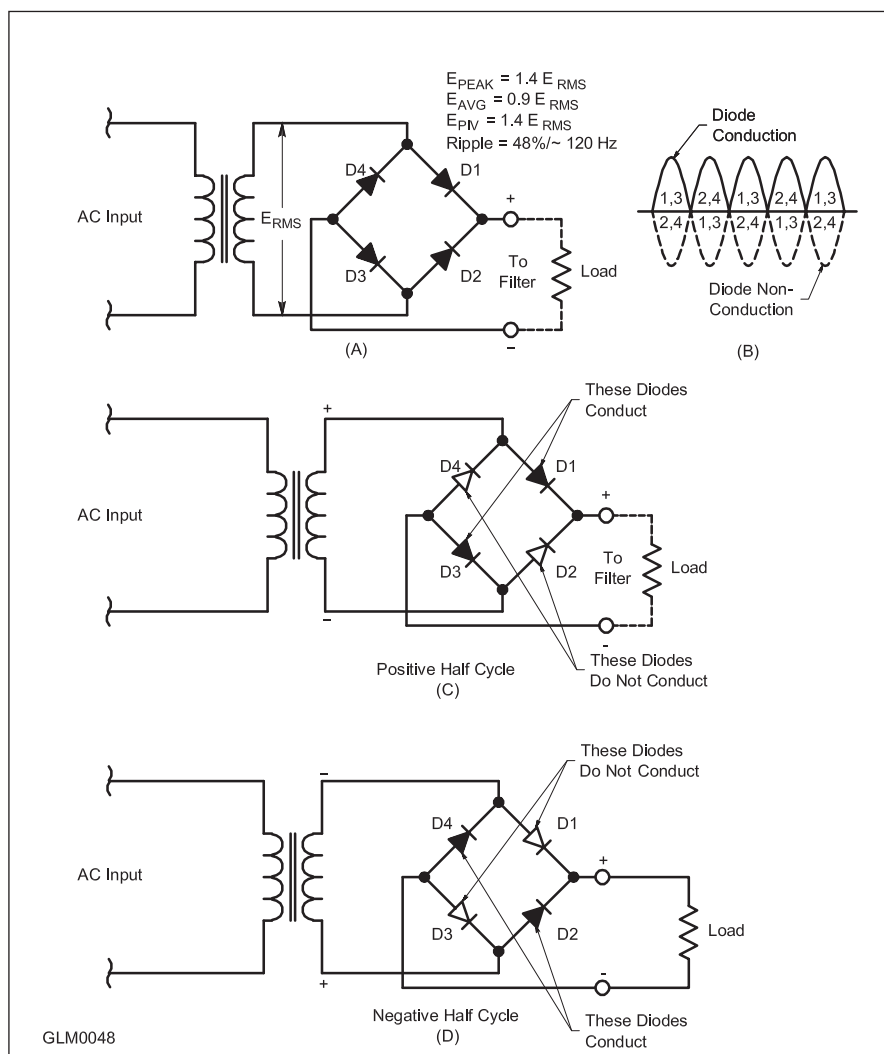 E_PEAK = 1.4 E_RMS
E_AVG = 0.9 E_RMS
E_PIV = 1.4 E_RMS
Ripple = 48%/~ 120 Hz
D4
D1
AC Input
E_RMS
+
To
Filter
Load
D3
D2
–
(A)
Diode
Conduction
1,3
2,4
1,3
2,4
1,3
2,4
1,3
2,4
1,3
2,4
Diode Non-
Conduction
(B)
These Diodes
Conduct
+
D4
D1
AC Input
+
To
Filter
Load
D3
D2
–
-
Positive Half Cycle
(C)
These Diodes
Do Not Conduct
These Diodes
Do Not Conduct
–
D4
D1
AC Input
+
Load
D3
D2
+
-
Negative Half Cycle
(D)
These Diodes
Conduct
GLM0048